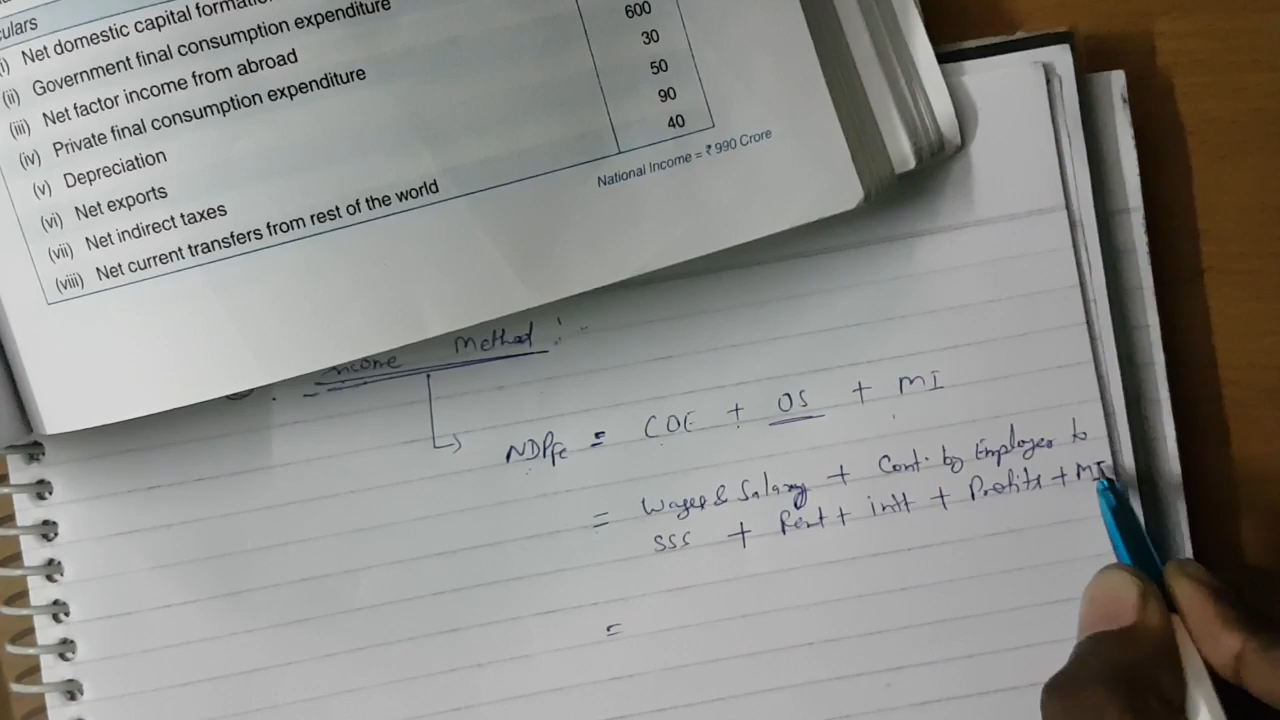 culars
(i) Net domestic capital formation
(ii) Government final consumption expenditure
(iii) Net factor income from abroad
(iv) Private final consumption expenditure
(v) Depreciation
(vi) Net exports
(vii) Net indirect taxes
(viii) Net current transfers from rest of the world
600
30
50
90
40
National Income = ₹ 990 Crore
Income Method :-
NDPfc = COE + OS + MI
= Wages & Salary + Cont. by Employer to
SSS + Rent + intt + Profits + MI
=